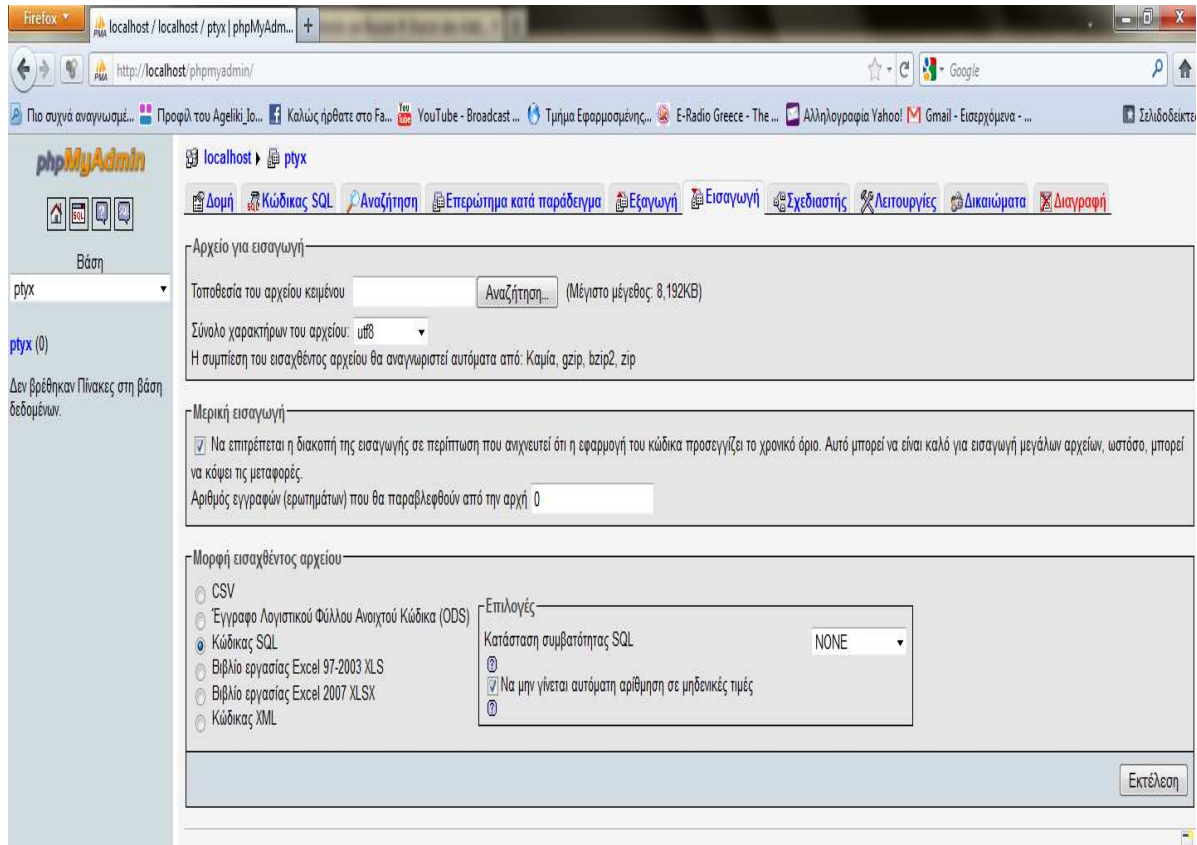 Firefox
localhost / localhost / ptyx | phpMyAdm...
http://localhost/phpmyadmin/
Google
Πιο συχνά αναγνωσμέ...
Προφίλ του Ageliki_Io...
Καλώς ήρθατε στο Fa...
YouTube - Broadcast ...
Τμήμα Εφαρμοσμένης...
E-Radio Greece - The ...
Αλληλογραφία Yahoo!
Gmail - Εισερχόμενα - ...
Σελιδοδείκτε
phpMyAdmin
Βάση
ptyx
ptyx (0)
Δεν βρέθηκαν Πίνακες στη βάση
δεδομένων.
localhost ▸ ptyx
Δομή Κώδικας SQL Αναζήτηση Επερώτημα κατά παράδειγμα Εξαγωγή Εισαγωγή Σχεδιαστής Λειτουργίες Δικαιώματα Διαγραφή
Αρχείο για εισαγωγή
Τοποθεσία του αρχείου κειμένου Αναζήτηση... (Μέγιστο μέγεθος: 8,192KB)
Σύνολο χαρακτήρων του αρχείου: utf8
Η συμπίεση του εισαχθέντος αρχείου θα αναγνωριστεί αυτόματα από: Καμία, gzip, bzip2, zip
Μερική εισαγωγή
Να επιτρέπεται η διακοπή της εισαγωγής σε περίπτωση που ανιχνευτεί ότι η εφαρμογή του κώδικα προσεγγίζει το χρονικό όριο. Αυτό μπορεί να είναι καλό για εισαγωγή μεγάλων αρχείων, ωστόσο, μπορεί
να κόψει τις μεταφορές.
Αριθμός εγγραφών (ερωτημάτων) που θα παραβλεφθούν από την αρχή 0
Μορφή εισαχθέντος αρχείου
CSV
Έγγραφο Λογιστικού Φύλλου Ανοιχτού Κώδικα (ODS)
Κώδικας SQL
Βιβλίο εργασίας Excel 97-2003 XLS
Βιβλίο εργασίας Excel 2007 XLSX
Κώδικας XML
Επιλογές
Κατάσταση συμβατότητας SQL NONE
Να μην γίνεται αυτόματη αρίθμηση σε μηδενικές τιμές
Εκτέλεση